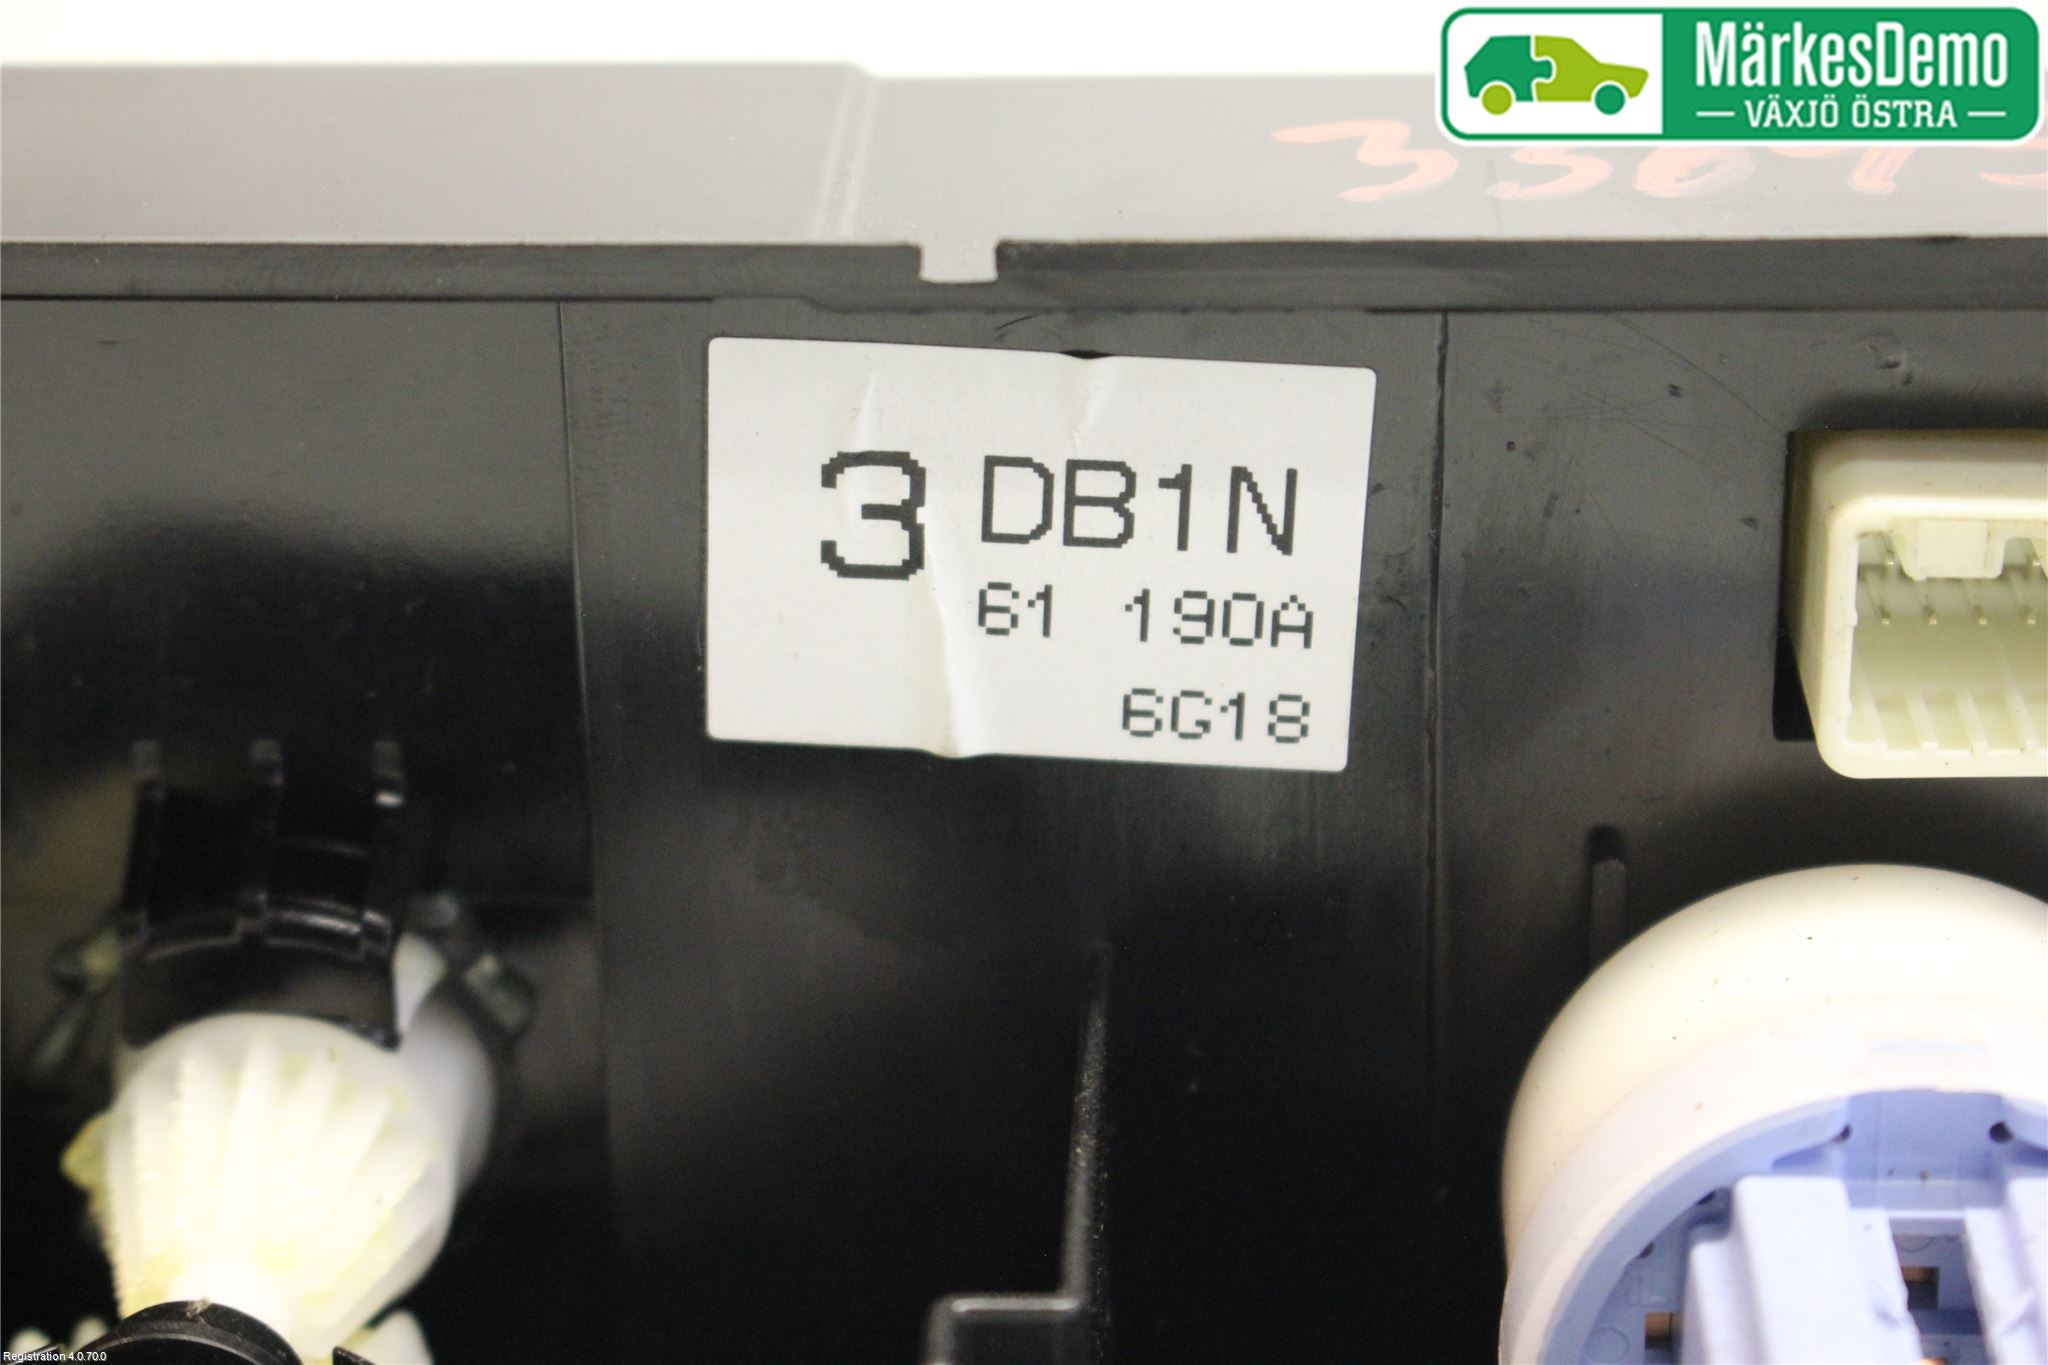 MärkesDemo
VÄXJÖ ÖSTRA
3 DB1N
61 190A
6G18
Registration 4.0.70.0